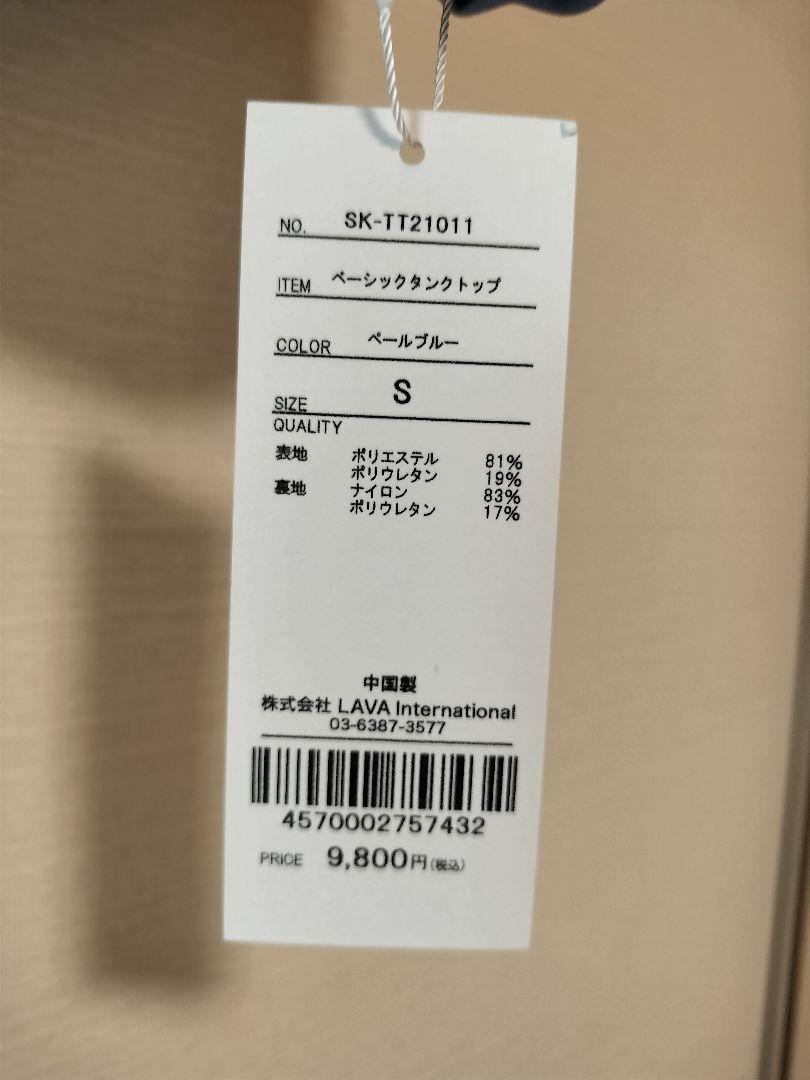 NO. SK-TT21011
ITEM ベーシックタンクトップ
COLOR ペールブルー
SIZE S
QUALITY
表地 ポリエステル 81%
ポリウレタン 19%
裏地 ナイロン 83%
ポリウレタン 17%
中国製
株式会社 LAVA International
03-6387-3577
4570002757432
PRICE 9,800円(税込)